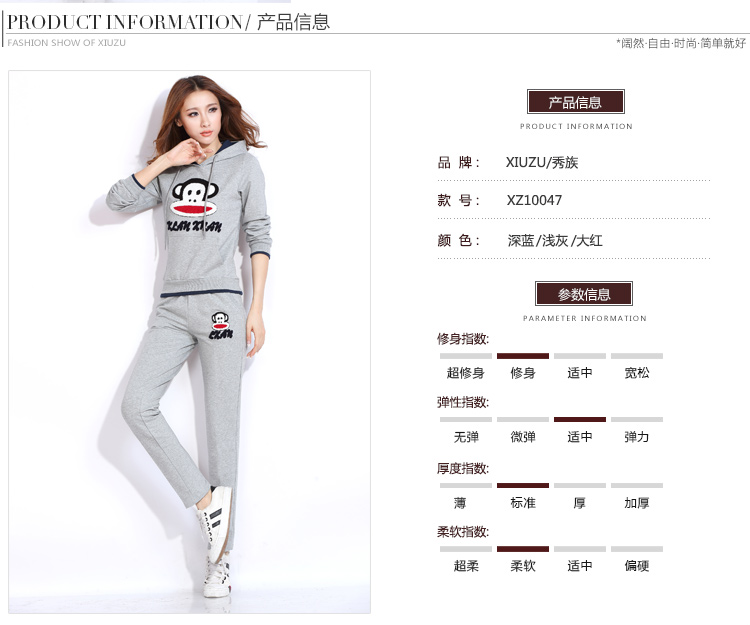 PRODUCT INFORMATION/ 产品信息
FASHION SHOW OF XIUZU
*阔然·自由·时尚·简单就好
产品信息
PRODUCT INFORMATION
品 牌： XIUZU/秀族
款 号： XZ10047
颜 色： 深蓝/浅灰/大红
参数信息
PARAMETER INFORMATION
修身指数:
超修身 修身 适中 宽松
弹性指数:
无弹 微弹 适中 弹力
厚度指数:
薄 标准 厚 加厚
柔软指数:
超柔 柔软 适中 偏硬